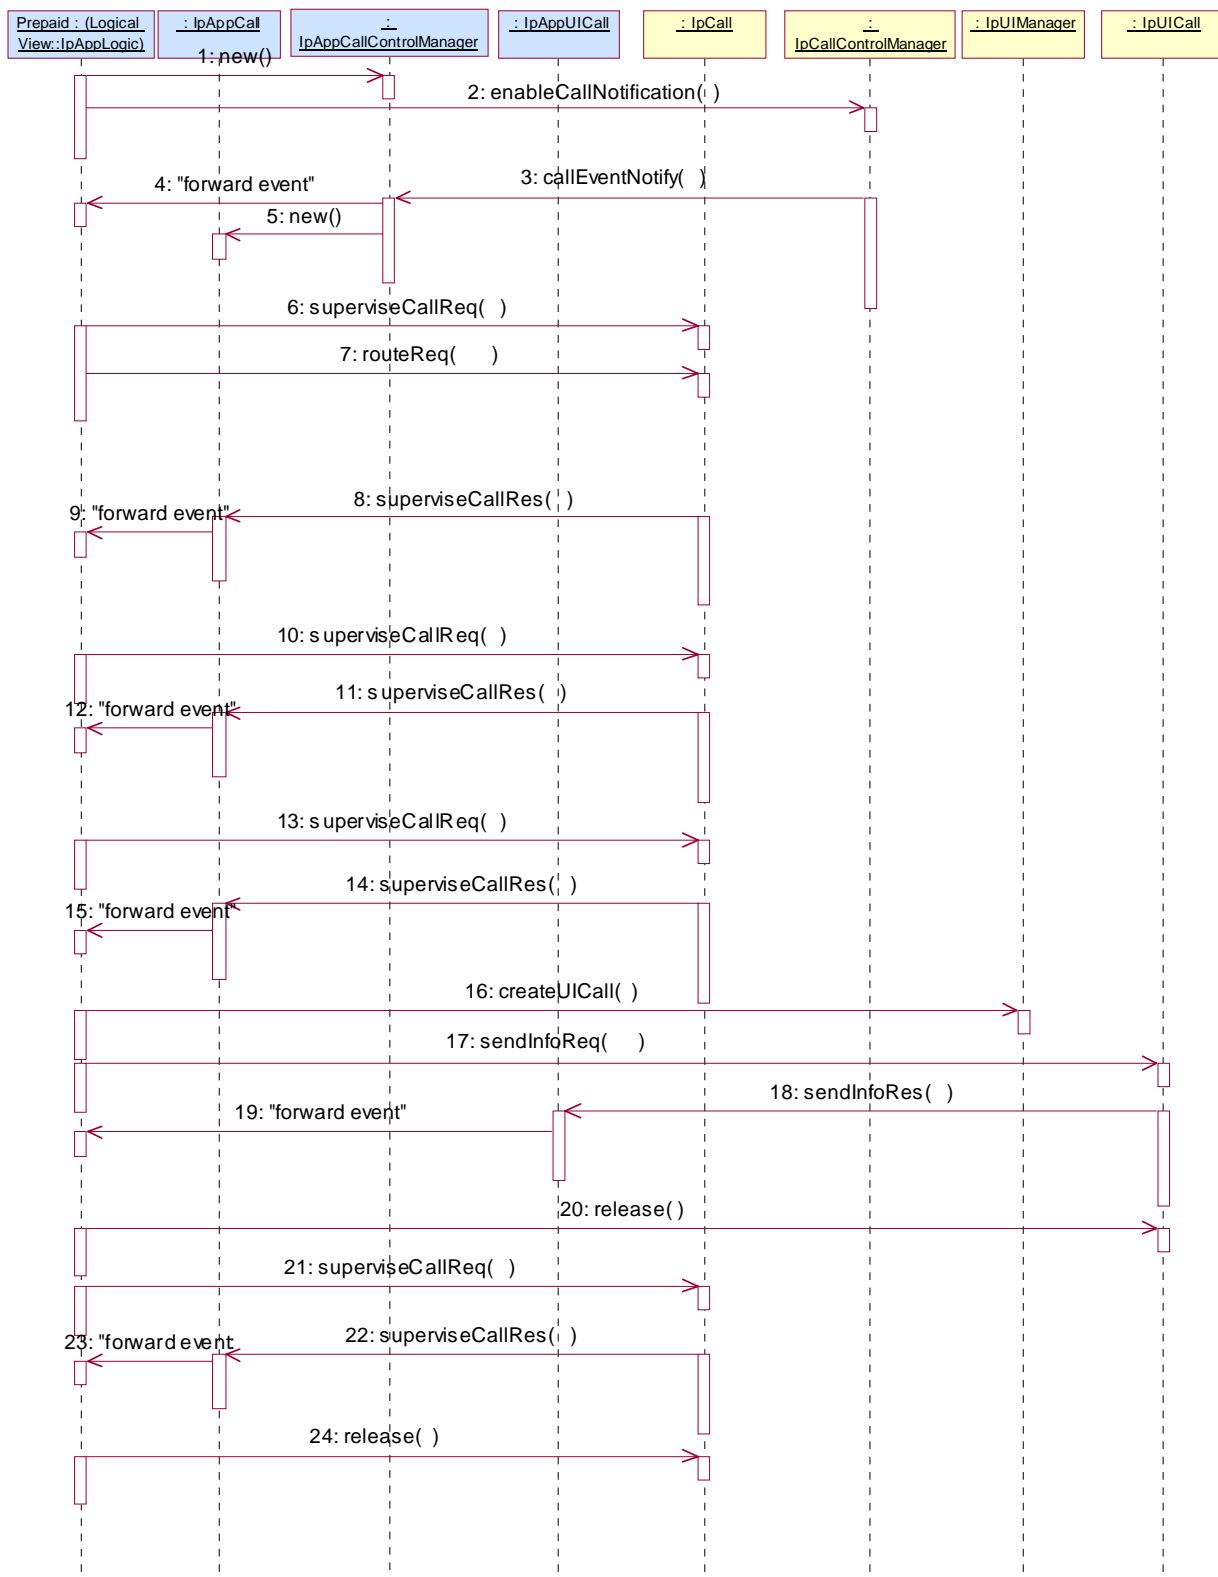 Prepaid : (Logical
View::IpAppLogic)
: IpAppCall
:
IpAppCallControlManager
: IpAppUICall
: IpCall
:
IpCallControlManager
: IpUIManager
: IpUICall
1: new()
2: enableCallNotification( )
3: callEventNotify( )
4: "forward event"
5: new()
6: superviseCallReq( )
7: routeReq( )
8: superviseCallRes( )
9: "forward event"
10: superviseCallReq( )
11: superviseCallRes( )
12: "forward event"
13: superviseCallReq( )
14: superviseCallRes( )
15: "forward event"
16: createUICall( )
17: sendInfoReq( )
18: sendInfoRes( )
19: "forward event"
20: release( )
21: superviseCallReq( )
22: superviseCallRes( )
23: "forward event:
24: release( )